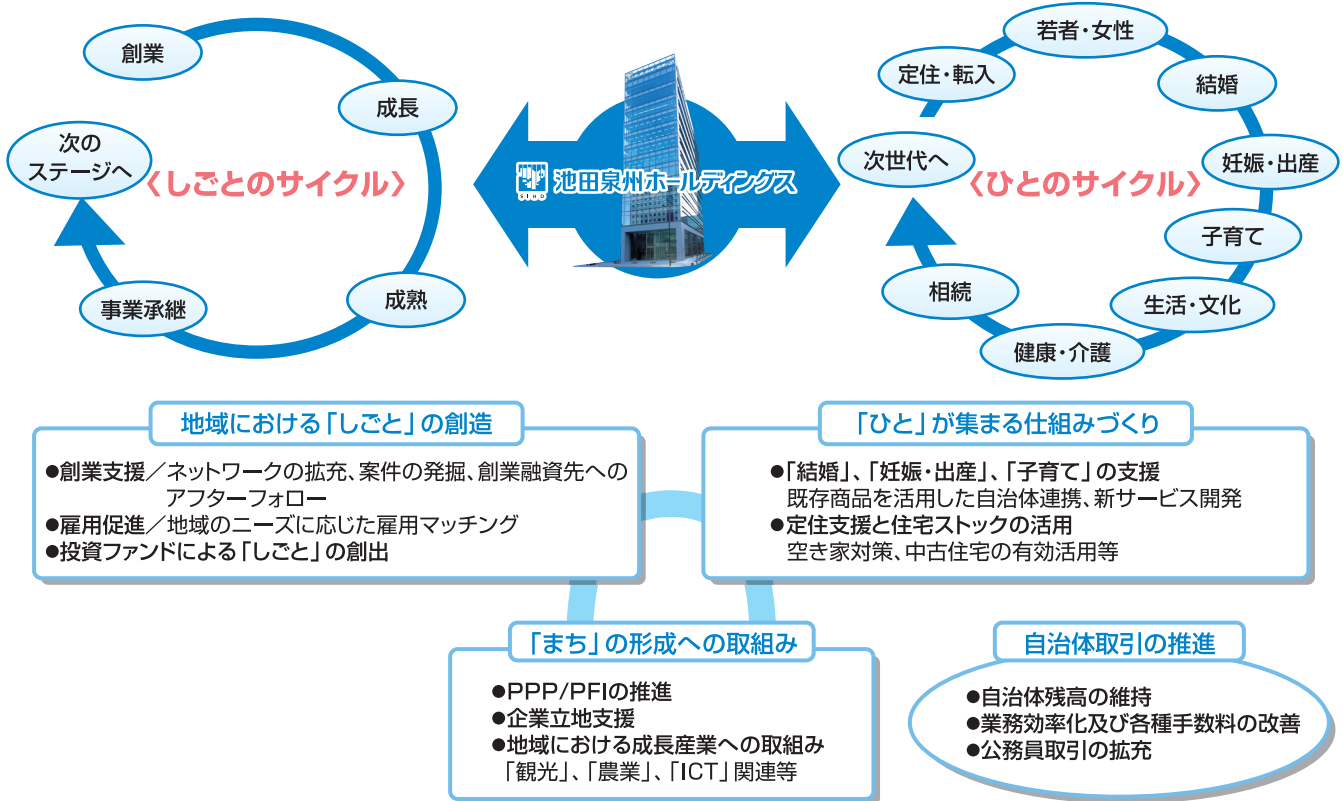 創業
成長
次の
ステージへ
〈しごとのサイクル〉
事業承継
成熟
SIHD
池田泉州ホールディングス
若者・女性
定住・転入
結婚
次世代へ
妊娠・出産
〈ひとのサイクル〉
子育て
相続
生活・文化
健康・介護
地域における「しごと」の創造
●創業支援／ネットワークの拡充、案件の発掘、創業融資先への
アフターフォロー
●雇用促進／地域のニーズに応じた雇用マッチング
●投資ファンドによる「しごと」の創出
「ひと」が集まる仕組みづくり
●「結婚」、「妊娠・出産」、「子育て」の支援
既存商品を活用した自治体連携、新サービス開発
●定住支援と住宅ストックの活用
空き家対策、中古住宅の有効活用等
「まち」の形成への取組み
●PPP/PFIの推進
●企業立地支援
●地域における成長産業への取組み
「観光」、「農業」、「ICT」関連等
自治体取引の推進
●自治体残高の維持
●業務効率化及び各種手数料の改善
●公務員取引の拡充